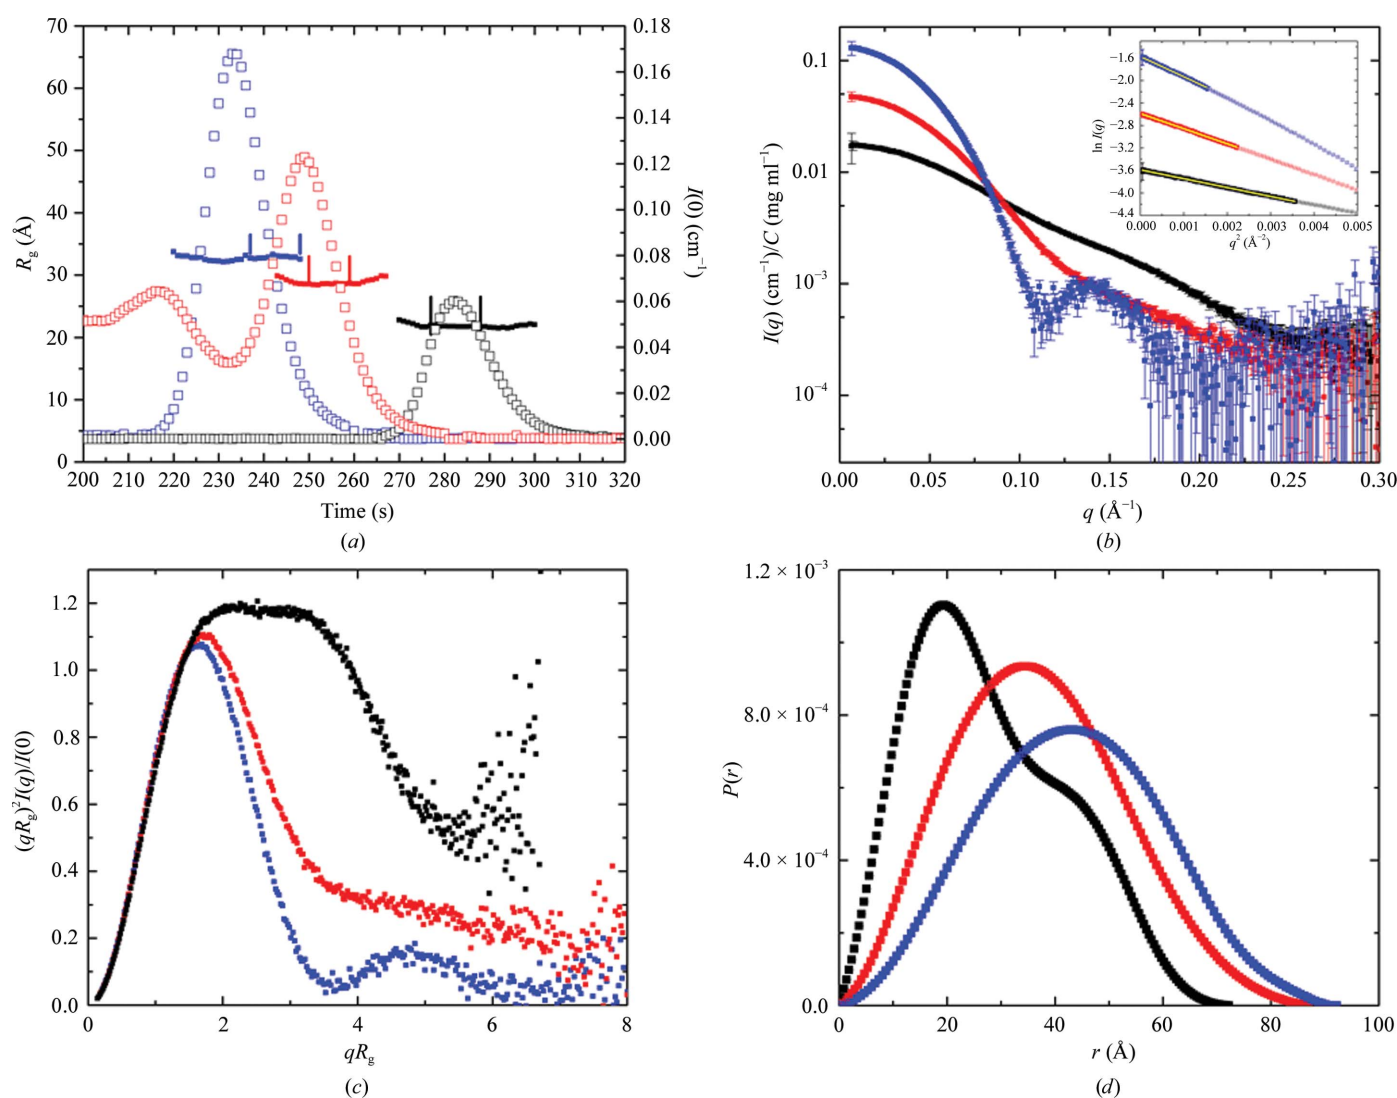 70
60
50
40
30
20
10
0
R_g (Å)
0.18
0.16
0.14
0.12
0.10
0.08
0.06
0.04
0.02
0.00
I(0) (cm⁻¹)
200 210 220 230 240 250 260 270 280 290 300 310 320
Time (s)
(a)
0.1
0.01
10⁻³
10⁻⁴
I(q) (cm⁻¹)/C (mg ml⁻¹)
−1.6
−2.0
−2.4
−2.8
−3.2
−3.6
−4.0
−4.4
ln I(q)
0.000 0.001 0.002 0.003 0.004 0.005
q² (Å⁻²)
0.00 0.05 0.10 0.15 0.20 0.25 0.30
q (Å⁻¹)
(b)
1.2
1.0
0.8
0.6
0.4
0.2
0.0
(qR_g)²I(q)/I(0)
0 2 4 6 8
qR_g
(c)
1.2 × 10⁻³
8.0 × 10⁻⁴
4.0 × 10⁻⁴
0.0
P(r)
0 20 40 60 80 100
r (Å)
(d)